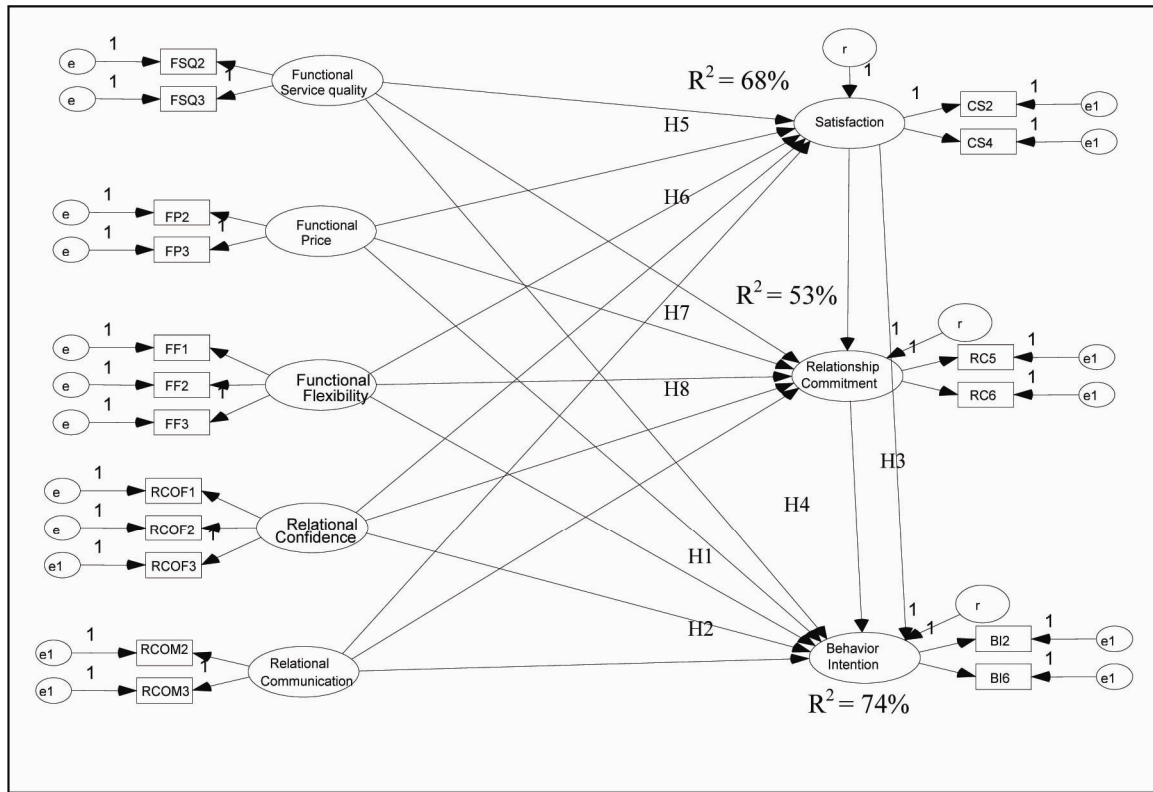 1
e
FSQ2
1
e
FSQ3
1
Functional
Service quality
1
e
FP2
1
e
FP3
1
Functional
Price
1
e
FF1
1
e
FF2
1
1
e
FF3
Functional
Flexibility
1
e
RCOF1
1
e
RCOF2
1
1
e1
RCOF3
Relational
Confidence
1
e1
RCOM2
1
e1
RCOM3
1
Relational
Communication
H5
H6
H7
H8
H3
H4
H1
H2
r
1
R² = 68%
Satisfaction
1
CS2
1
e1
CS4
1
e1
R² = 53%
r
1
Relationship
Commitment
1
RC5
1
e1
RC6
1
e1
r
1
Behavior
Intention
1
BI2
1
e1
BI6
1
e1
R² = 74%